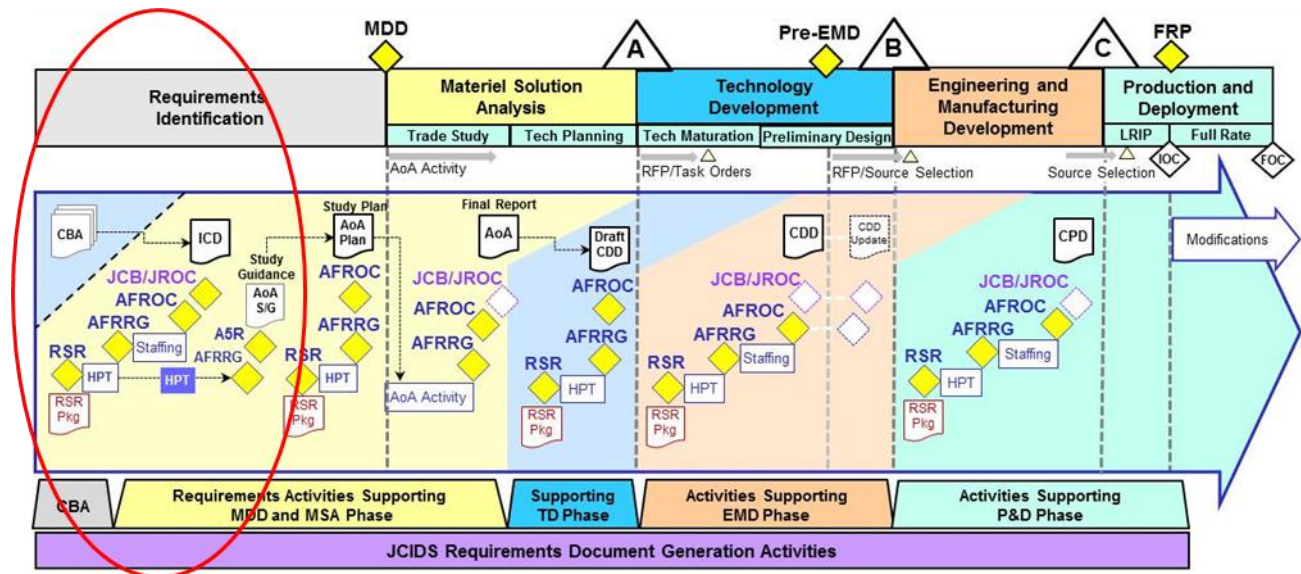 MDD
A
Pre-EMD
B
C
FRP
Requirements
Identification
Materiel Solution
Analysis
Technology
Development
Engineering and
Manufacturing
Development
Production and
Deployment
Trade Study
Tech Planning
Tech Maturation
Preliminary Design
LRIP
Full Rate
AoA Activity
RFP/Task Orders
RFP/Source Selection
Source Selection
IOC
FOC
CBA
ICD
Study
Guidance
AoA
S/G
Study Plan
AoA
Plan
Final Report
AoA
Draft
CDD
CDD
CDD
Update
CPD
Modifications
JCB/JROC
AFROC
AFRRG
Staffing
RSR
HPT
RSR
Pkg
HPT
A5R
AFRRG
AFROC
AFRRG
RSR
HPT
RSR
Pkg
JCB/JROC
AFROC
AFRRG
AoA Activity
AFROC
AFRRG
RSR
HPT
RSR
Pkg
JCB/JROC
AFROC
AFRRG
Staffing
RSR
HPT
RSR
Pkg
JCB/JROC
AFROC
AFRRG
Staffing
RSR
HPT
RSR
Pkg
CBA
Requirements Activities Supporting
MDD and MSA Phase
Supporting
TD Phase
Activities Supporting
EMD Phase
Activities Supporting
P&D Phase
JCIDS Requirements Document Generation Activities